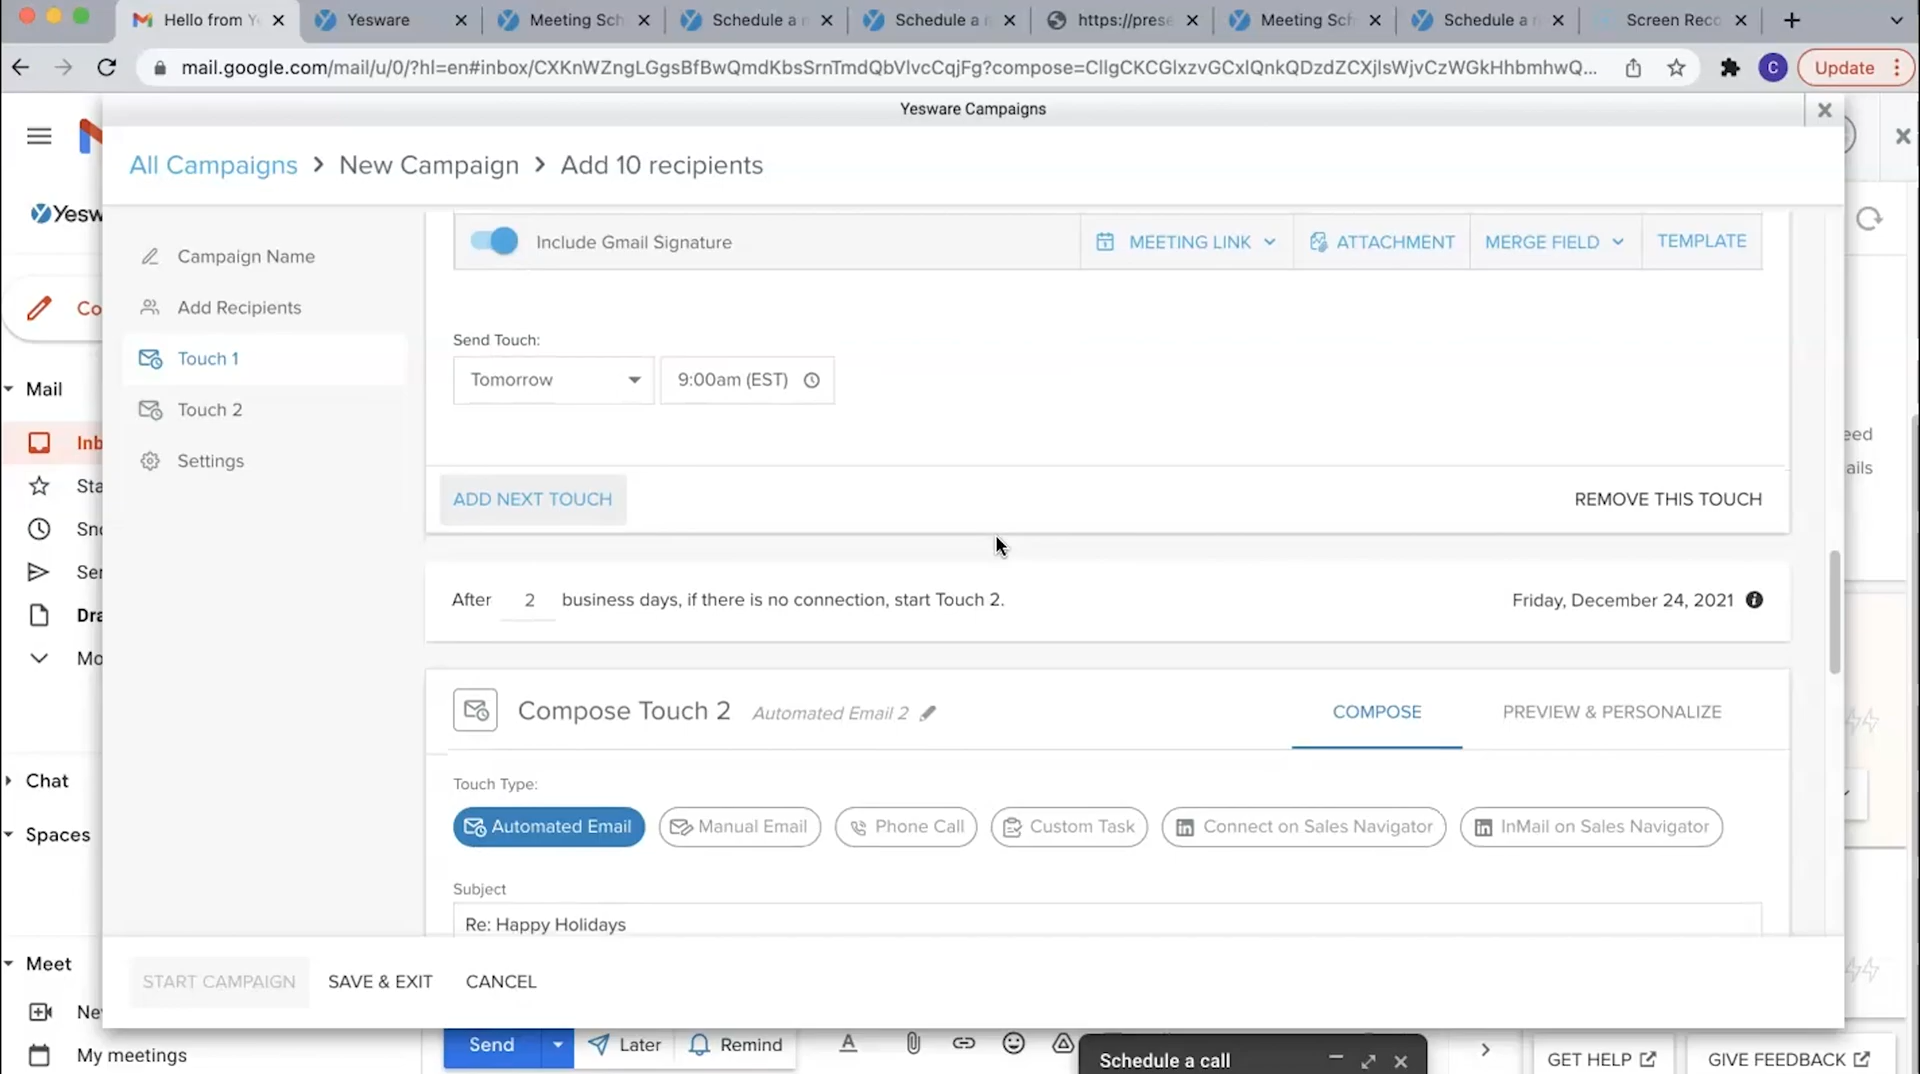 Hello from Y
Yesware
Meeting Sch
Schedule a
Schedule a
https://prese
Meeting Sch
Schedule a
Screen Reco
mail.google.com/mail/u/0/?hl=en#inbox/CXKnWZngLGgsBfBwQmdKbsSrnTmdQbVlvcCqjFg?compose=CllgCKCGlxzvGCxlQnkQDzdZCXjlsWjvCzWGkHhbmhwQ...
C
Update
Yesware Campaigns
All Campaigns > New Campaign > Add 10 recipients
Yesw
Campaign Name
Add Recipients
Touch 1
Touch 2
Settings
Include Gmail Signature
MEETING LINK
ATTACHMENT
MERGE FIELD
TEMPLATE
Send Touch:
Tomorrow
9:00am (EST)
ADD NEXT TOUCH
REMOVE THIS TOUCH
After 2 business days, if there is no connection, start Touch 2.
Friday, December 24, 2021
Compose Touch 2
Automated Email 2
COMPOSE
PREVIEW & PERSONALIZE
Touch Type:
Automated Email
Manual Email
Phone Call
Custom Task
Connect on Sales Navigator
InMail on Sales Navigator
Subject
Re: Happy Holidays
START CAMPAIGN
SAVE & EXIT
CANCEL
Co
Mail
Inb
Sta
Sno
Ser
Dra
Mo
Chat
Spaces
Meet
Ne
My meetings
eed
ails
Send
Later
Remind
Schedule a call
GET HELP
GIVE FEEDBACK